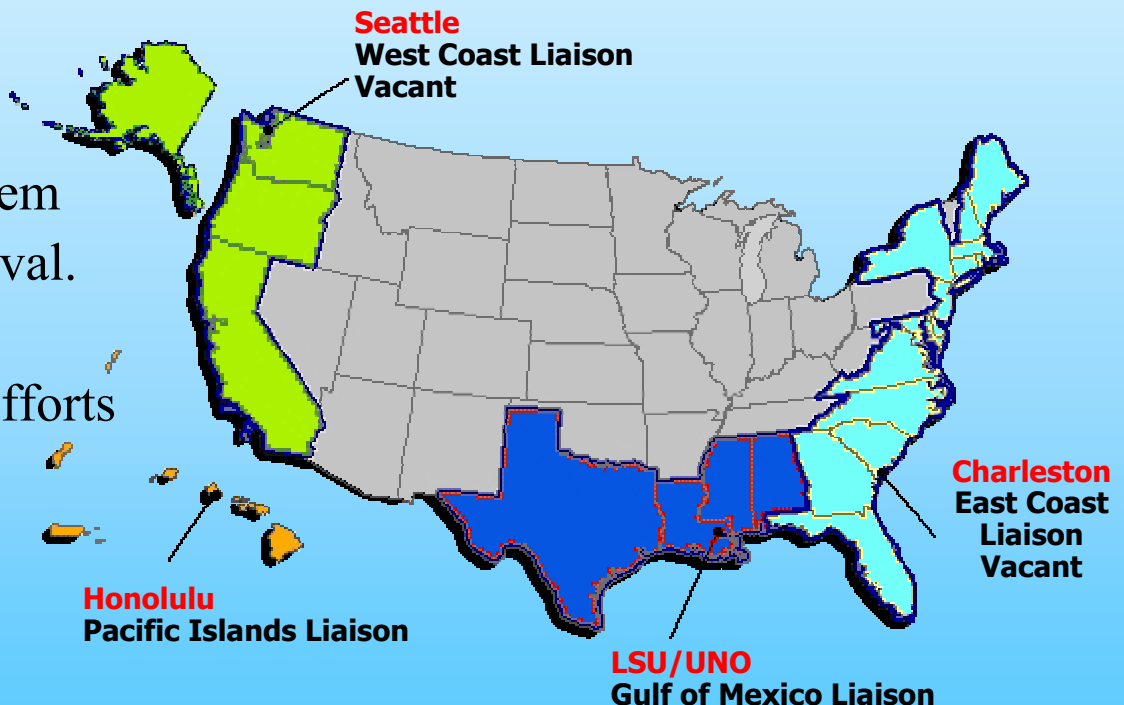 Seattle
West Coast Liaison
Vacant
em
val.
fforts
Charleston
East Coast
Liaison
Vacant
Honolulu
Pacific Islands Liaison
LSU/UNO
Gulf of Mexico Liaison